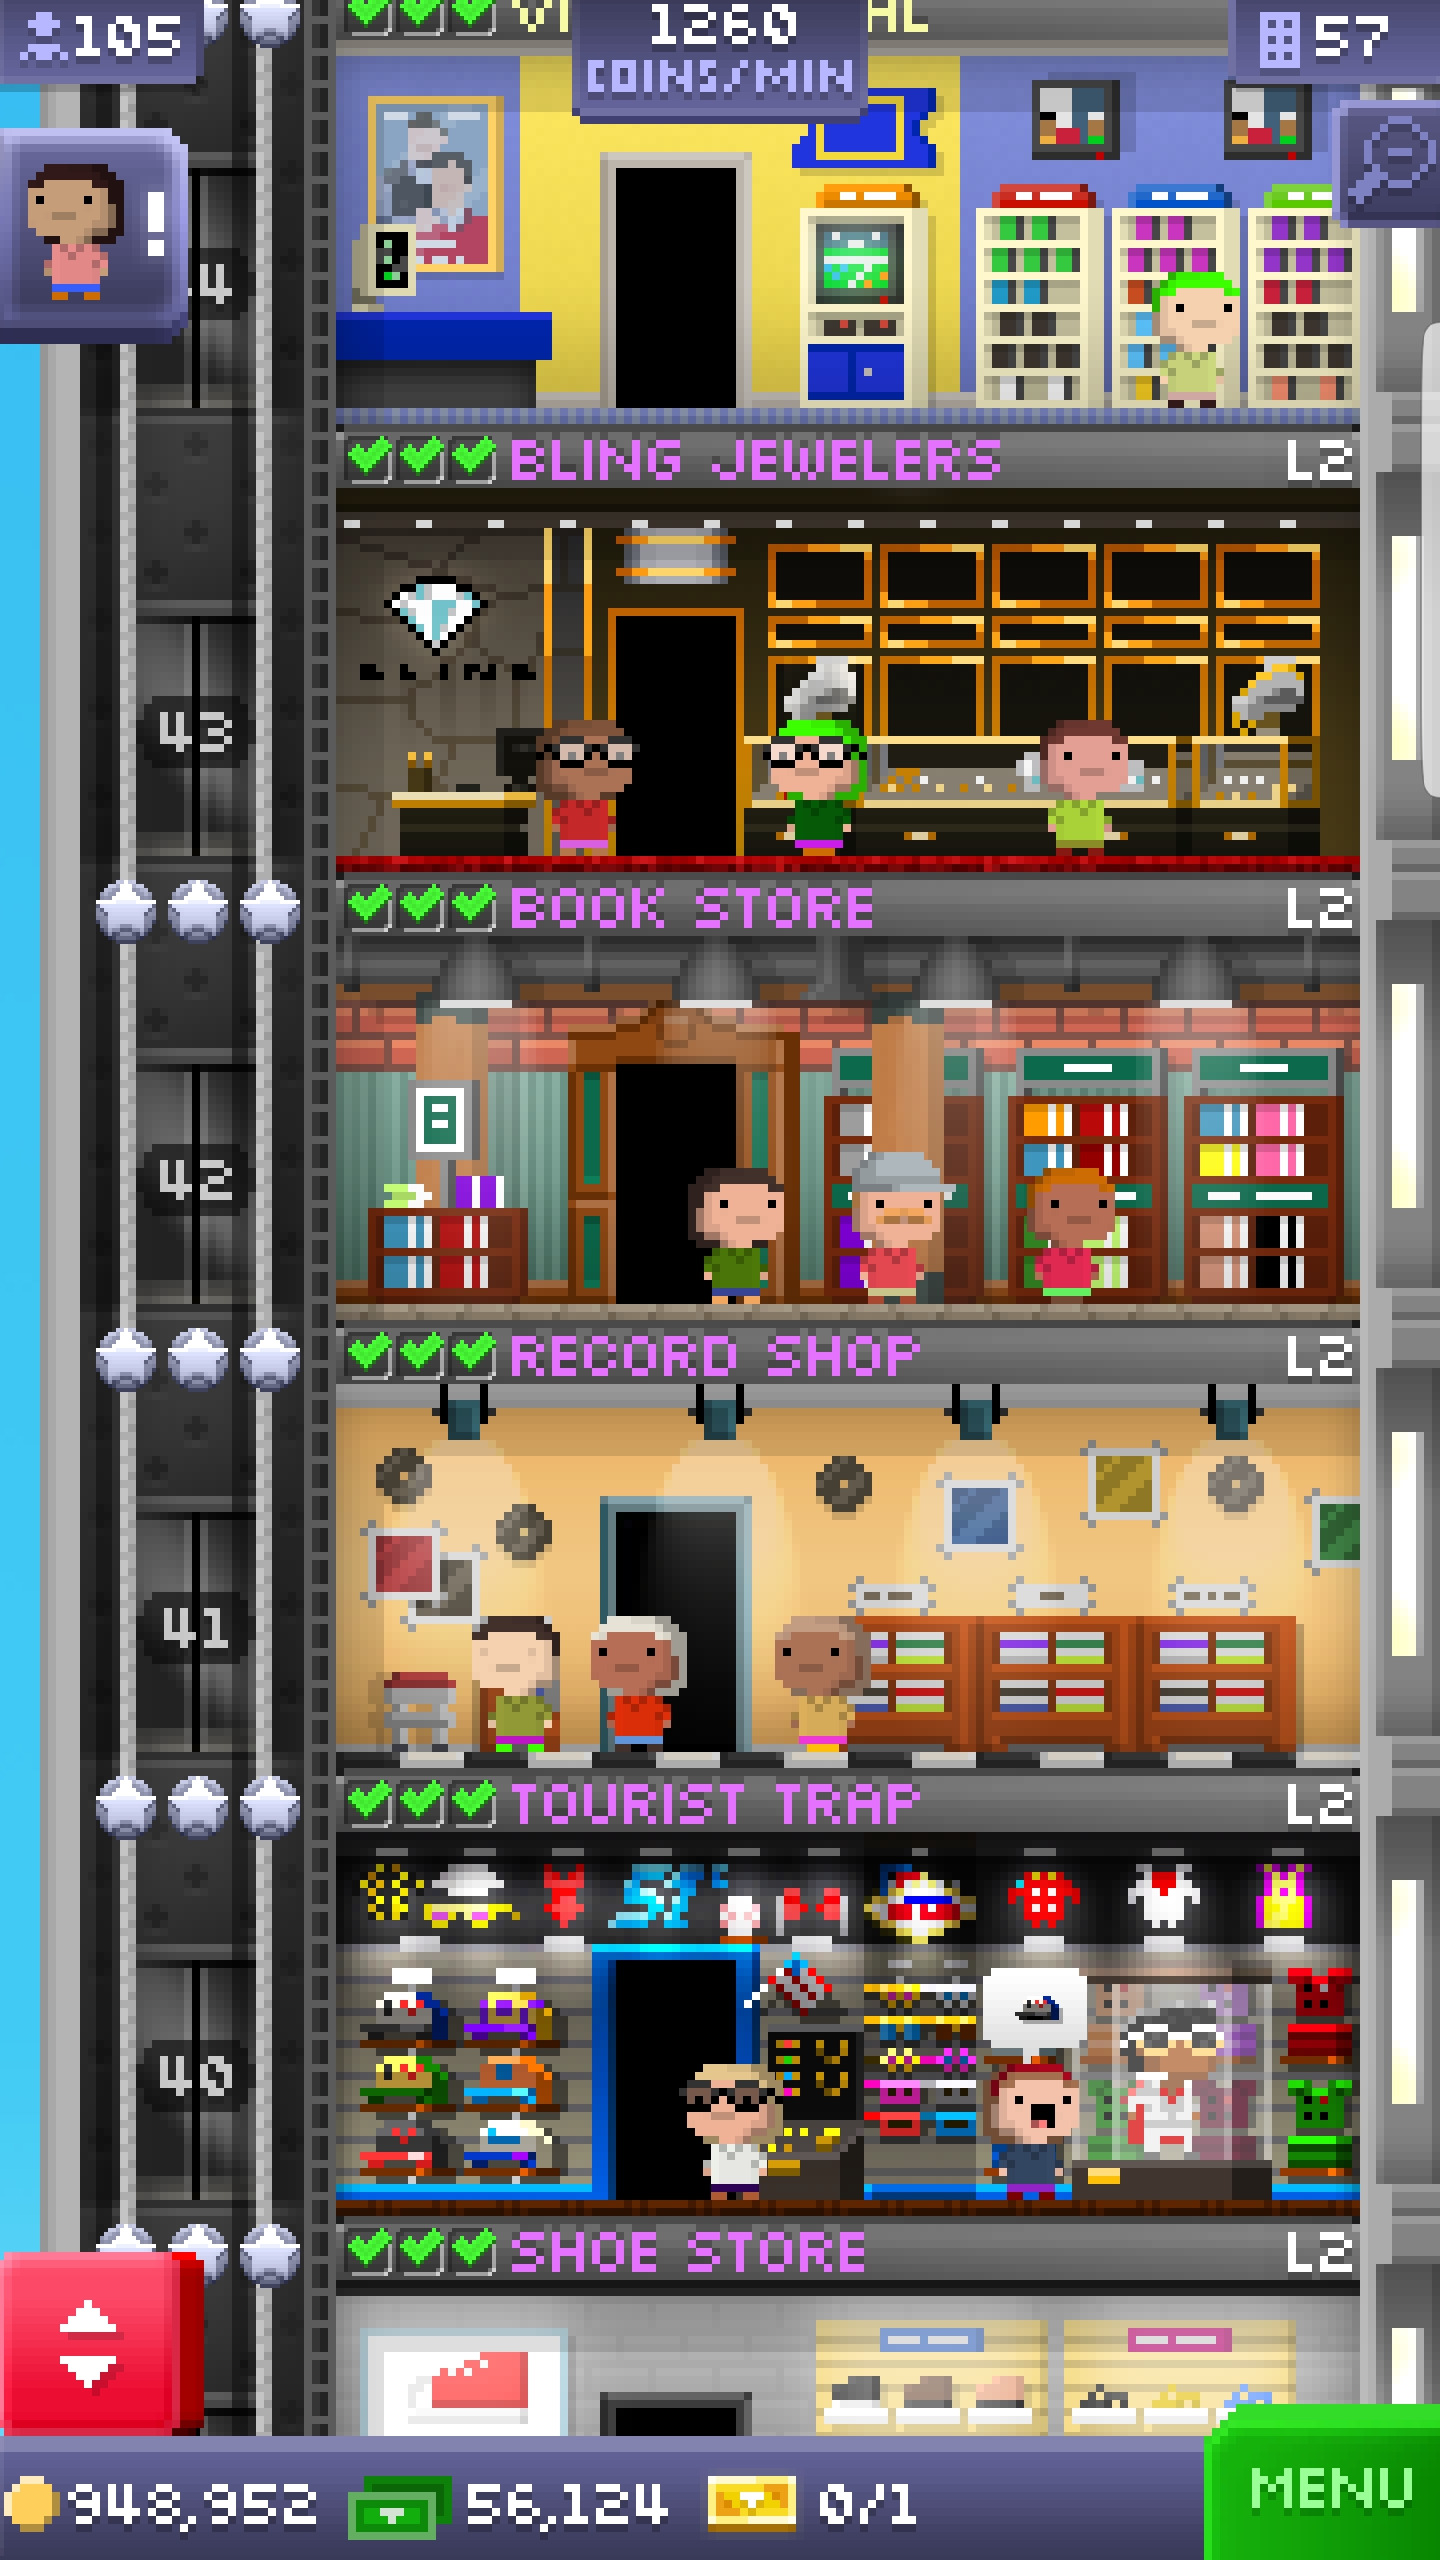 105
1260
COINS/MIN
57
!
BLING JEWELERS L2
BLING
43
BOOK STORE L2
42
RECORD SHOP L2
41
TOURIST TRAP L2
40
SHOE STORE L2
948,952
56,124
0/1
MENU